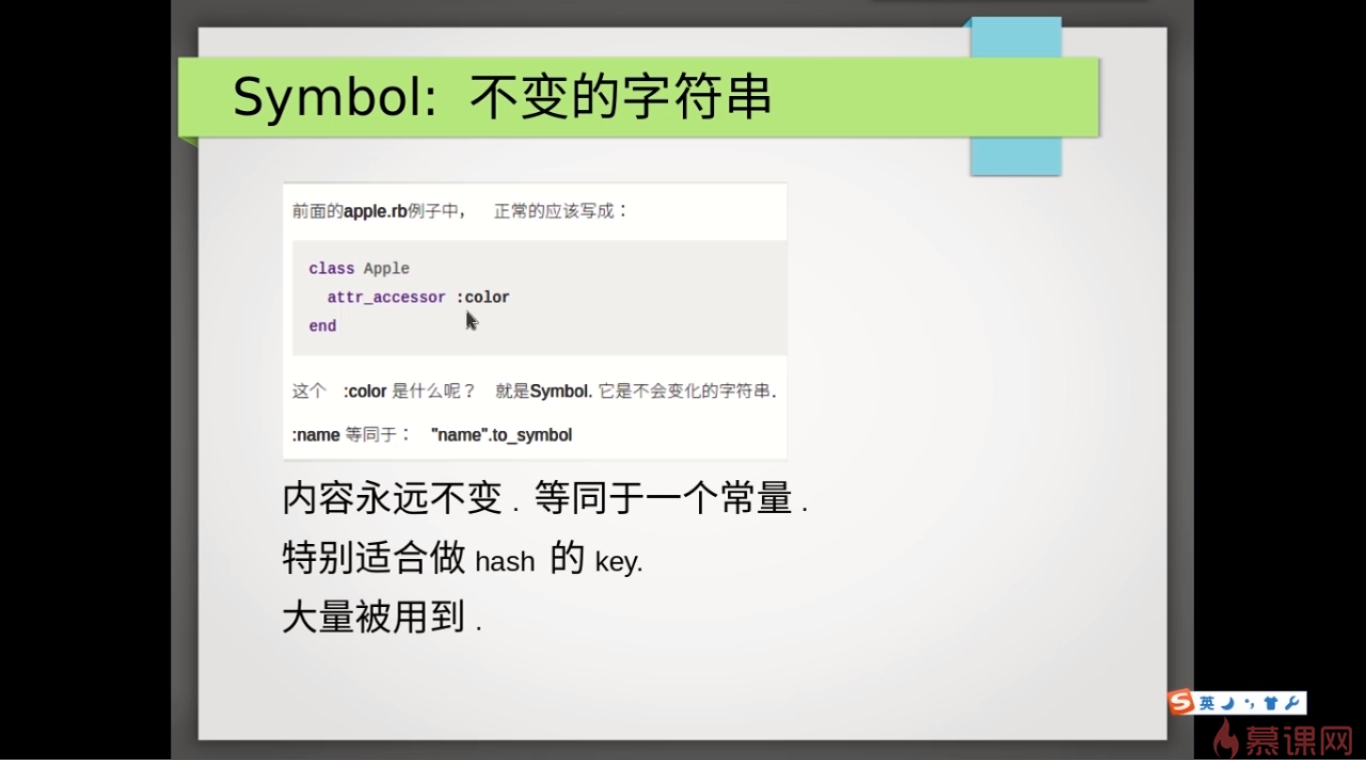 Symbol: 不变的字符串
前面的apple.rb例子中， 正常的应该写成：
class Apple
attr_accessor :color
end
这个 :color 是什么呢？ 就是Symbol. 它是不会变化的字符串.
:name 等同于： "name".to_symbol
内容永远不变 . 等同于一个常量 .
特别适合做 hash 的 key.
大量被用到 .
S 英
慕课网